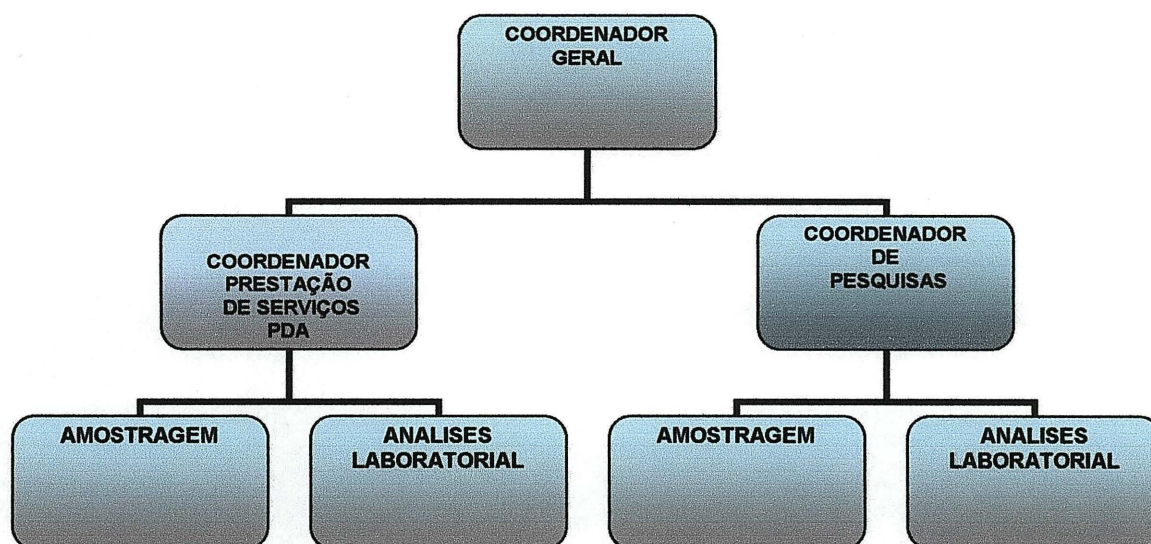 COORDENADOR
GERAL
COORDENADOR
PRESTAÇÃO
DE SERVIÇOS
PDA
COORDENADOR
DE
PESQUISAS
AMOSTRAGEM
ANALISES
LABORATORIAL
AMOSTRAGEM
ANALISES
LABORATORIAL